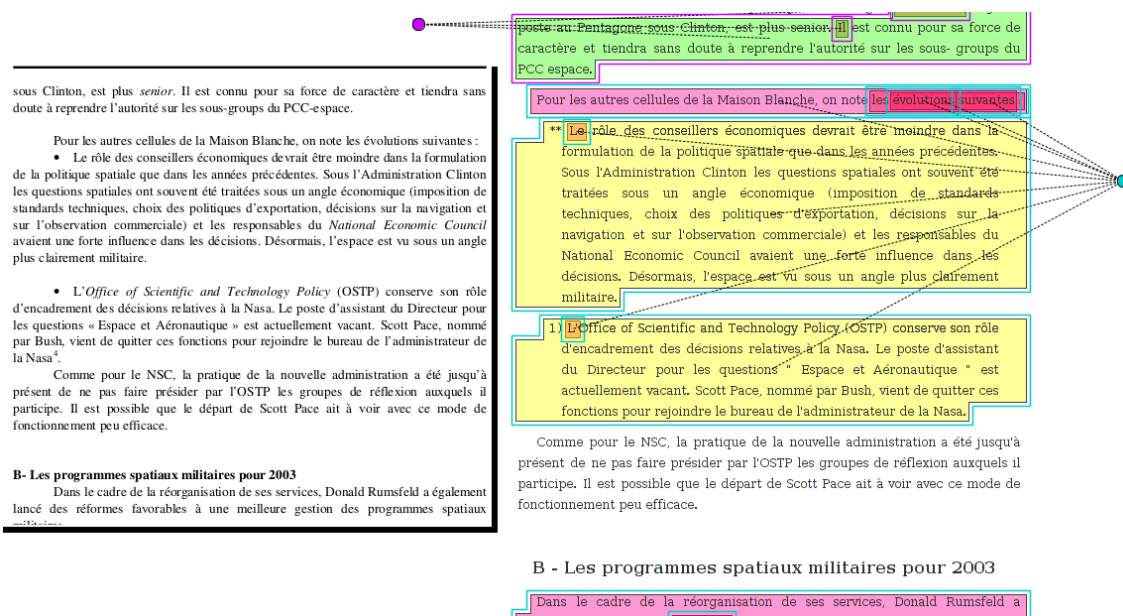 sous Clinton, est plus senior. Il est connu pour sa force de caractère et tiendra sans
doute à reprendre l'autorité sur les sous-groups du PCC-espace.
Pour les autres cellules de la Maison Blanche, on note les évolutions suivantes :
• Le rôle des conseillers économiques devrait être moindre dans la formulation
de la politique spatiale que dans les années précédentes. Sous l'Administration Clinton
les questions spatiales ont souvent été traitées sous un angle économique (imposition de
standards techniques, choix des politiques d'exportation, décisions sur la navigation et
sur l'observation commerciale) et les responsables du National Economic Council
avaient une forte influence dans les décisions. Désormais, l'espace est vu sous un angle
plus clairement militaire.
• L'Office of Scientific and Technology Policy (OSTP) conserve son rôle
d'encadrement des décisions relatives à la Nasa. Le poste d'assistant du Directeur pour
les questions « Espace et Aéronautique » est actuellement vacant. Scott Pace, nommé
par Bush, vient de quitter ces fonctions pour rejoindre le bureau de l'administrateur de
la Nasa⁴.
Comme pour le NSC, la pratique de la nouvelle administration a été jusqu'à
présent de ne pas faire présider par l'OSTP les groupes de réflexion auxquels il
participe. Il est possible que le départ de Scott Pace ait à voir avec ce mode de
fonctionnement peu efficace.
B- Les programmes spatiaux militaires pour 2003
Dans le cadre de la réorganisation de ses services, Donald Rumsfeld a également
lancé des réformes favorables à une meilleure gestion des programmes spatiaux
poste au Pentagone sous Clinton, est plus senior. Il est connu pour sa force de
caractère et tiendra sans doute à reprendre l'autorité sur les sous- groups du
PCC espace.
Pour les autres cellules de la Maison Blanche, on note les évolutions suivantes :
** Le rôle des conseillers économiques devrait être moindre dans la
formulation de la politique spatiale que dans les années précédentes.
Sous l'Administration Clinton les questions spatiales ont souvent été
traitées sous un angle économique (imposition de standards
techniques, choix des politiques d'exportation, décisions sur la
navigation et sur l'observation commerciale) et les responsables du
National Economic Council avaient une forte influence dans les
décisions. Désormais, l'espace est vu sous un angle plus clairement
militaire.
1) L'Office of Scientific and Technology Policy (OSTP) conserve son rôle
d'encadrement des décisions relatives à la Nasa. Le poste d'assistant
du Directeur pour les questions " Espace et Aéronautique " est
actuellement vacant. Scott Pace, nommé par Bush, vient de quitter ces
fonctions pour rejoindre le bureau de l'administrateur de la Nasa.
Comme pour le NSC, la pratique de la nouvelle administration a été jusqu'à
présent de ne pas faire présider par l'OSTP les groupes de réflexion auxquels il
participe. Il est possible que le départ de Scott Pace ait à voir avec ce mode de
fonctionnement peu efficace.
B - Les programmes spatiaux militaires pour 2003
Dans le cadre de la réorganisation de ses services, Donald Rumsfeld a